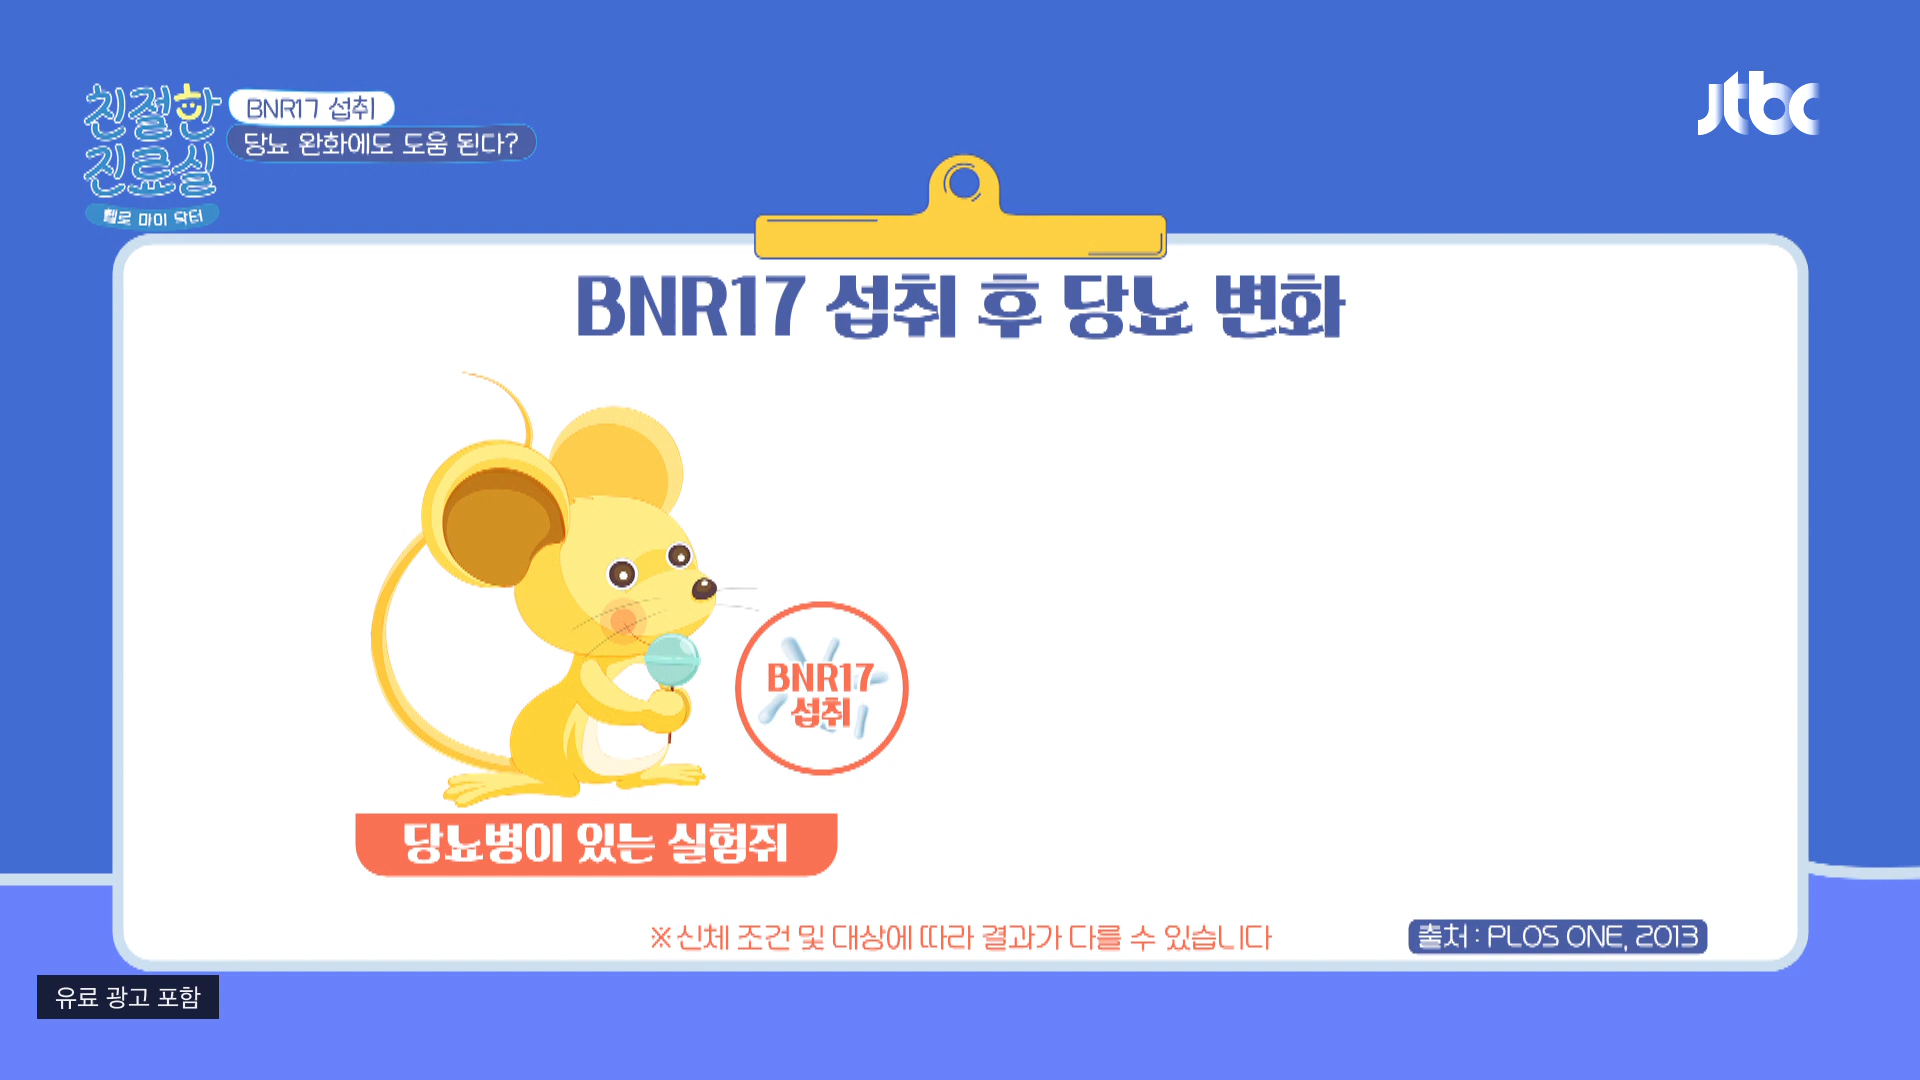 친절한
진료실
헬로 마이 닥터
BNR17 섭취
당뇨 완화에도 도움 된다?
jtbc
BNR17 섭취 후 당뇨 변화
BNR17
섭취
당뇨병이 있는 실험쥐
※ 신체 조건 및 대상에 따라 결과가 다를 수 있습니다
출처 : PLOS ONE, 2013
유료 광고 포함